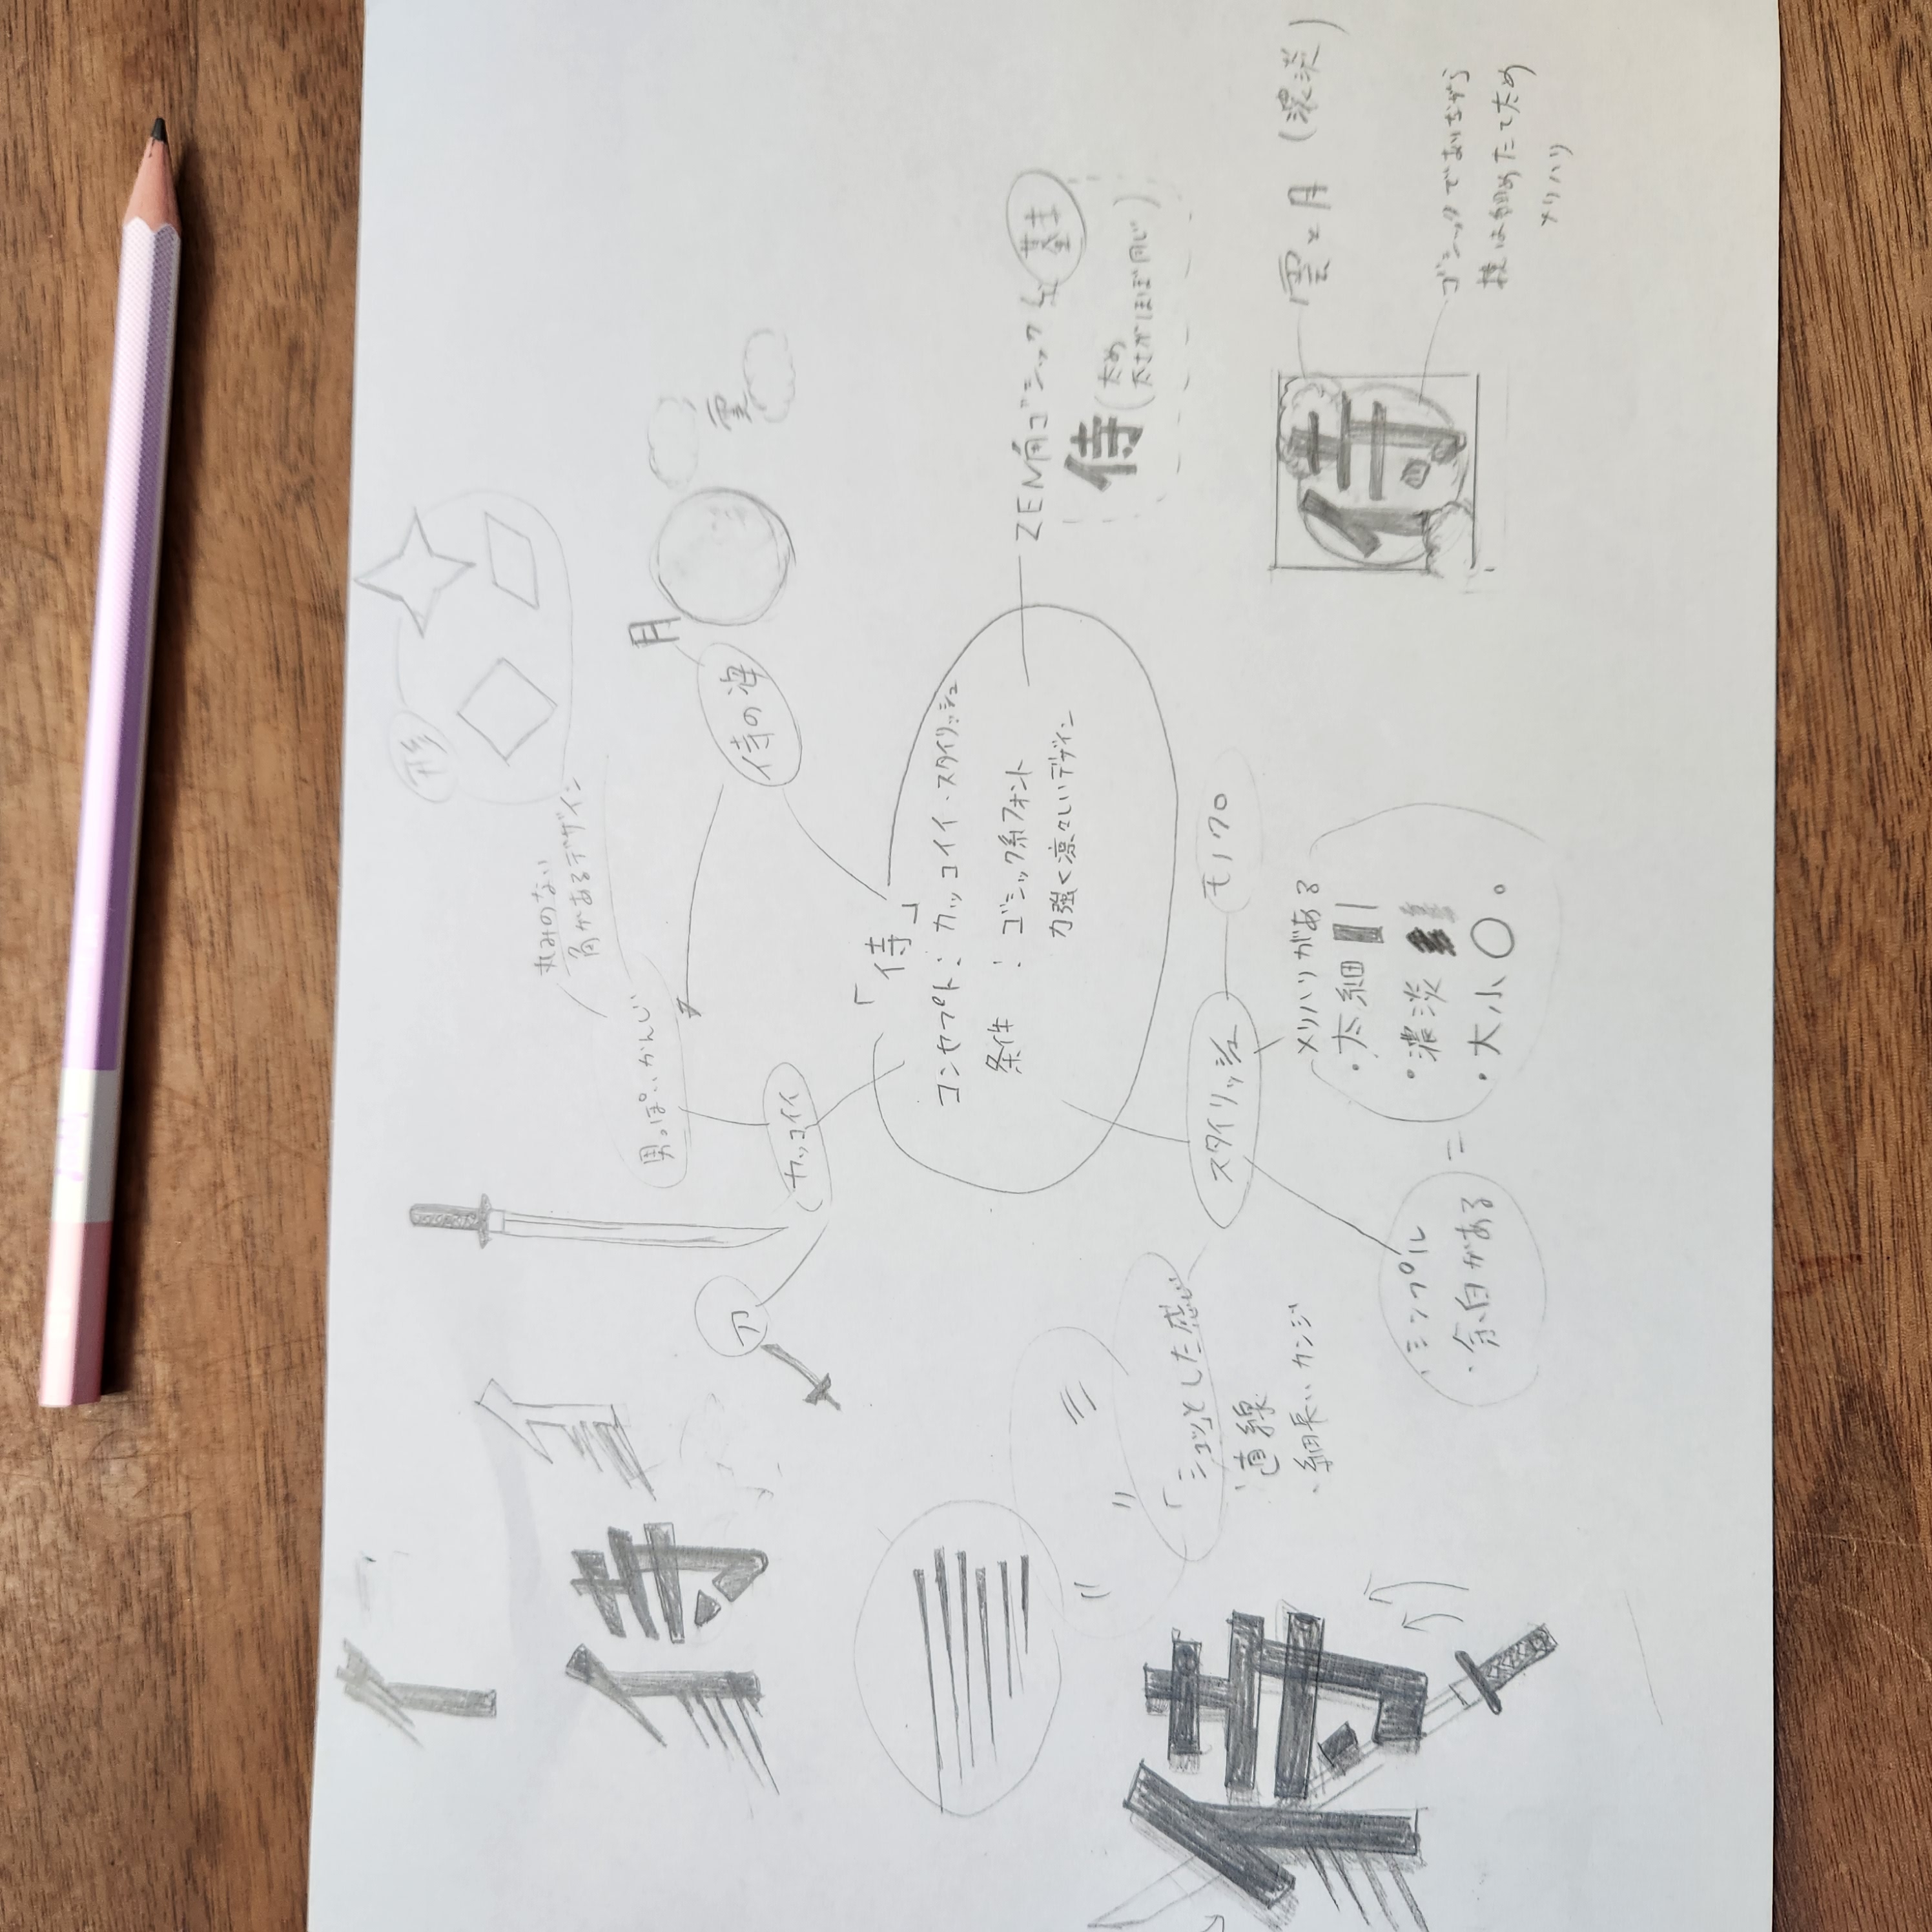 イ
イ
侍
形
丸みのない
角があるデザイン
男っぽいかんじ
刀
カッコイイ
侍の
月
雲
「侍」
コンセプト：カッコイイ・スタイリッシュ
条件：ゴシック系フォント
力強く凛々しいデザイン
ZEN角ゴシック
侍（太め
太さがほぼ同じ）
侍
「シュッ」とした感じ
・直線
・細長いカンジ
スタイリッシュ
モノクロ
メリハリがある
・太細
・濃淡
・大小
・シンプル
・余白がある
=
侍
雲と月（濃淡）
ゴシックでありながら
横は細めたて太め
メリハリ